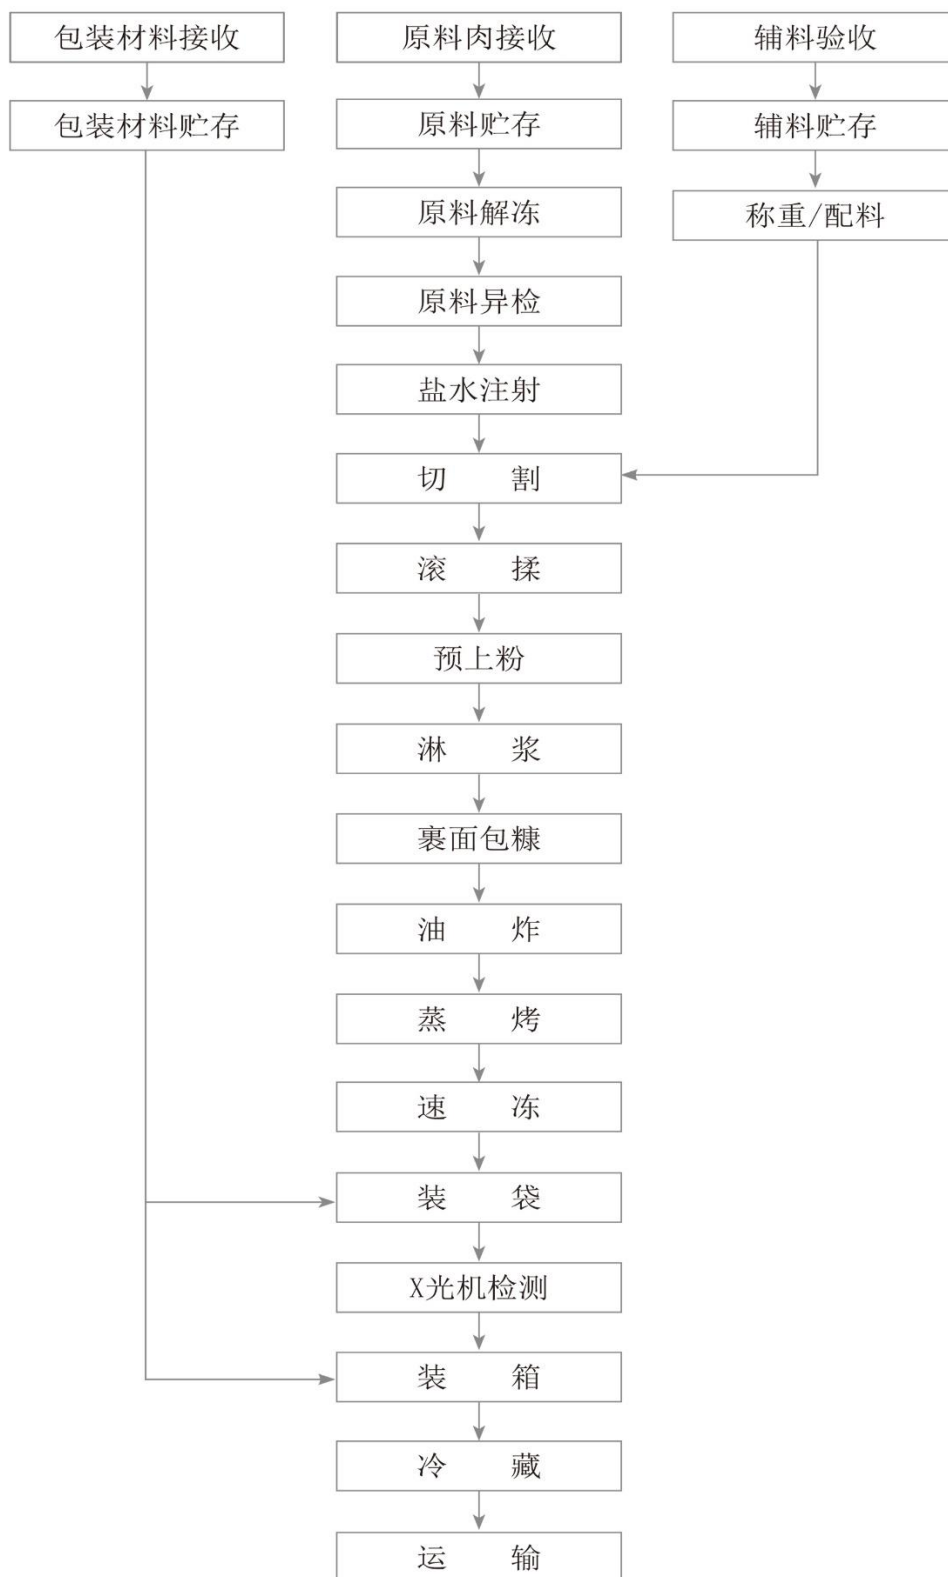 包装材料接收
原料肉接收
辅料验收
包装材料贮存
原料贮存
辅料贮存
原料解冻
称重/配料
原料异检
盐水注射
切 割
滚 揉
预上粉
淋 浆
裹面包糠
油 炸
蒸 烤
速 冻
装 袋
X光机检测
装 箱
冷 藏
运 输